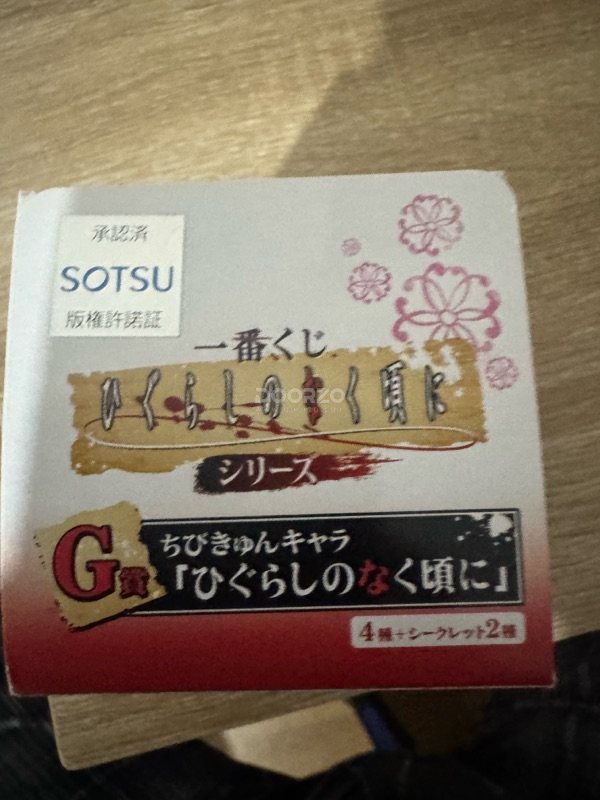 承認済
SOTSU
版権許諾証
一番くじ
ひぐらしのなく頃に
シリーズ
G賞
ちびきゅんキャラ
「ひぐらしのなく頃に」
4種+シークレット2種
DOORZO